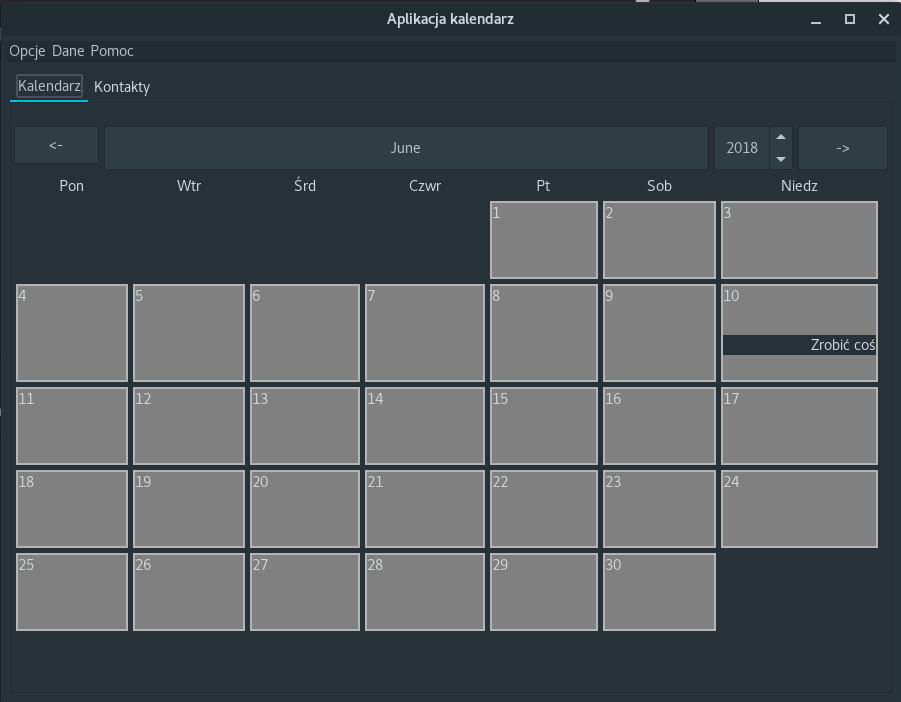 Aplikacja kalendarz
Opcje Dane Pomoc
Kalendarz Kontakty
<- June 2018 ->
Pon Wtr Śrd Czwr Pt Sob Niedz
1 2 3
4 5 6 7 8 9 10
Zrobić coś
11 12 13 14 15 16 17
18 19 20 21 22 23 24
25 26 27 28 29 30